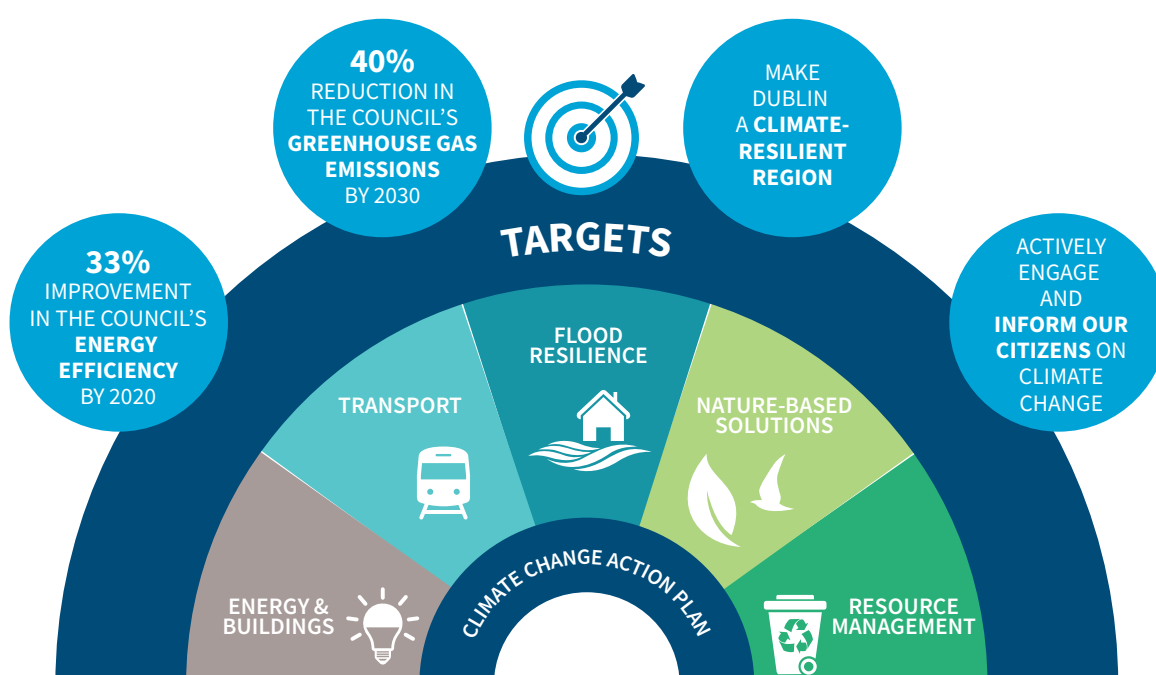 40%
REDUCTION IN
THE COUNCIL'S
GREENHOUSE GAS
EMISSIONS
BY 2030
MAKE
DUBLIN
A CLIMATE-
RESILIENT
REGION
33%
IMPROVEMENT
IN THE COUNCIL'S
ENERGY
EFFICIENCY
BY 2020
TARGETS
ACTIVELY
ENGAGE
AND
INFORM OUR
CITIZENS ON
CLIMATE
CHANGE
FLOOD
RESILIENCE
TRANSPORT
NATURE-BASED
SOLUTIONS
ENERGY &
BUILDINGS
CLIMATE CHANGE ACTION PLAN
RESOURCE
MANAGEMENT